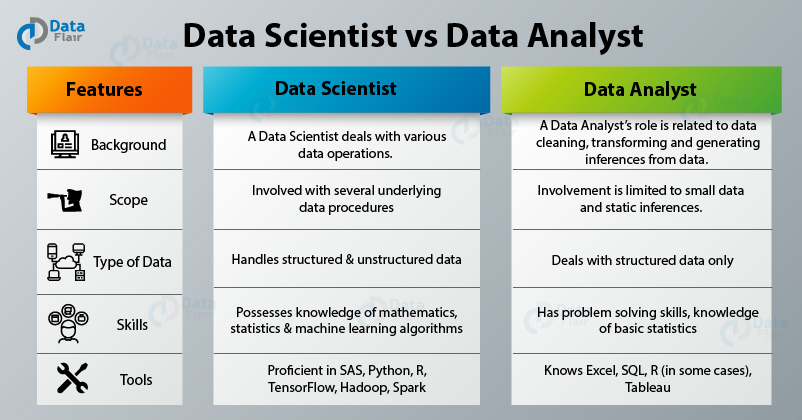 Data
Flair
Data Scientist vs Data Analyst
Features
Data Scientist
Data Analyst
Background
A Data Scientist deals with various
data operations.
A Data Analyst's role is related to data
cleaning, transforming and generating
inferences from data.
Scope
Involved with several underlying
data procedures
Involvement is limited to small data
and static inferences.
Type of Data
Handles structured & unstructured data
Deals with structured data only
Skills
Possesses knowledge of mathematics,
statistics & machine learning algorithms
Has problem solving skills, knowledge
of basic statistics
Tools
Proficient in SAS, Python, R,
TensorFlow, Hadoop, Spark
Knows Excel, SQL, R (in some cases),
Tableau